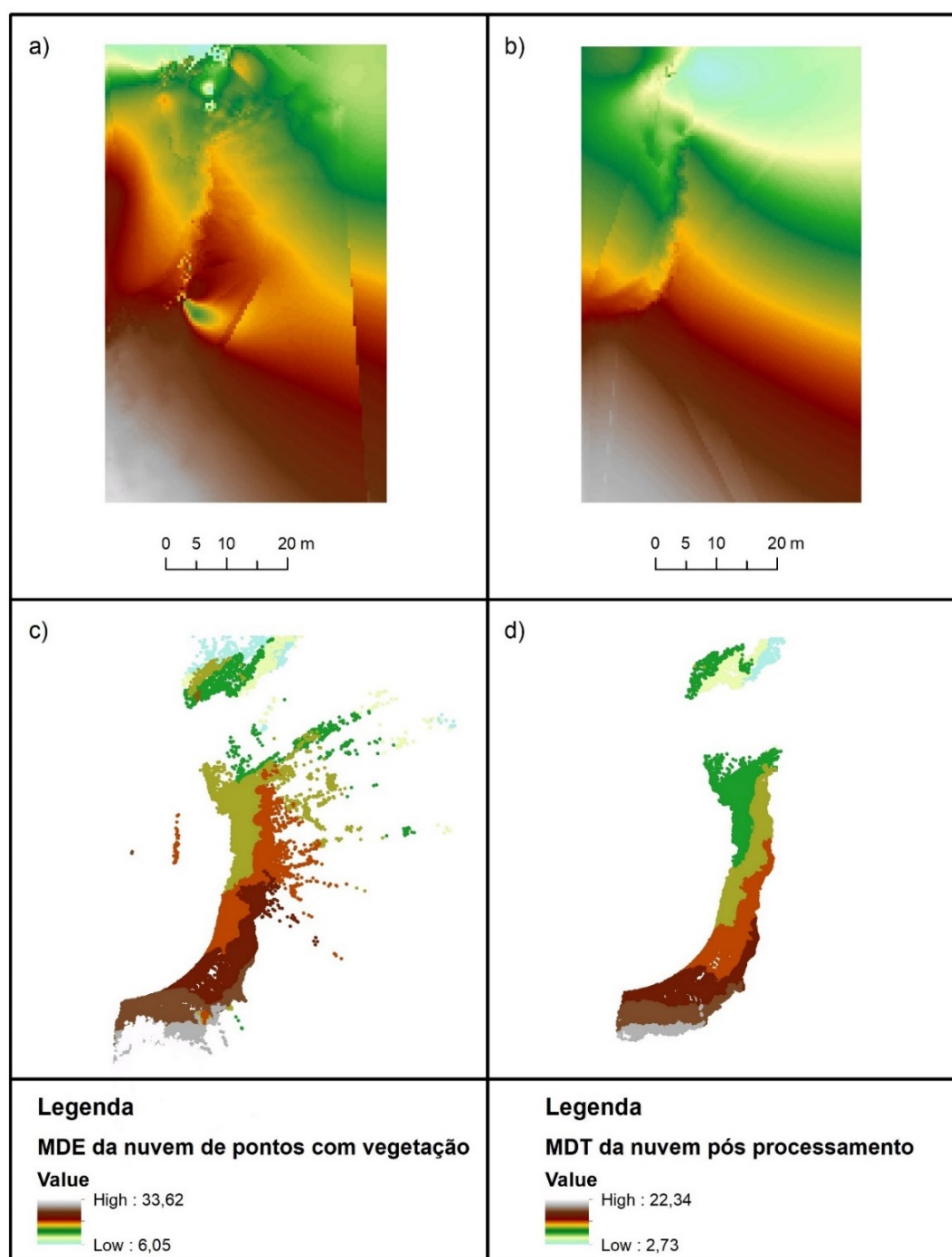 a)
b)
0 5 10 20 m
0 5 10 20 m
c)
d)
Legenda
MDE da nuvem de pontos com vegetação
Value
High : 33,62
Low : 6,05
Legenda
MDT da nuvem pós processamento
Value
High : 22,34
Low : 2,73